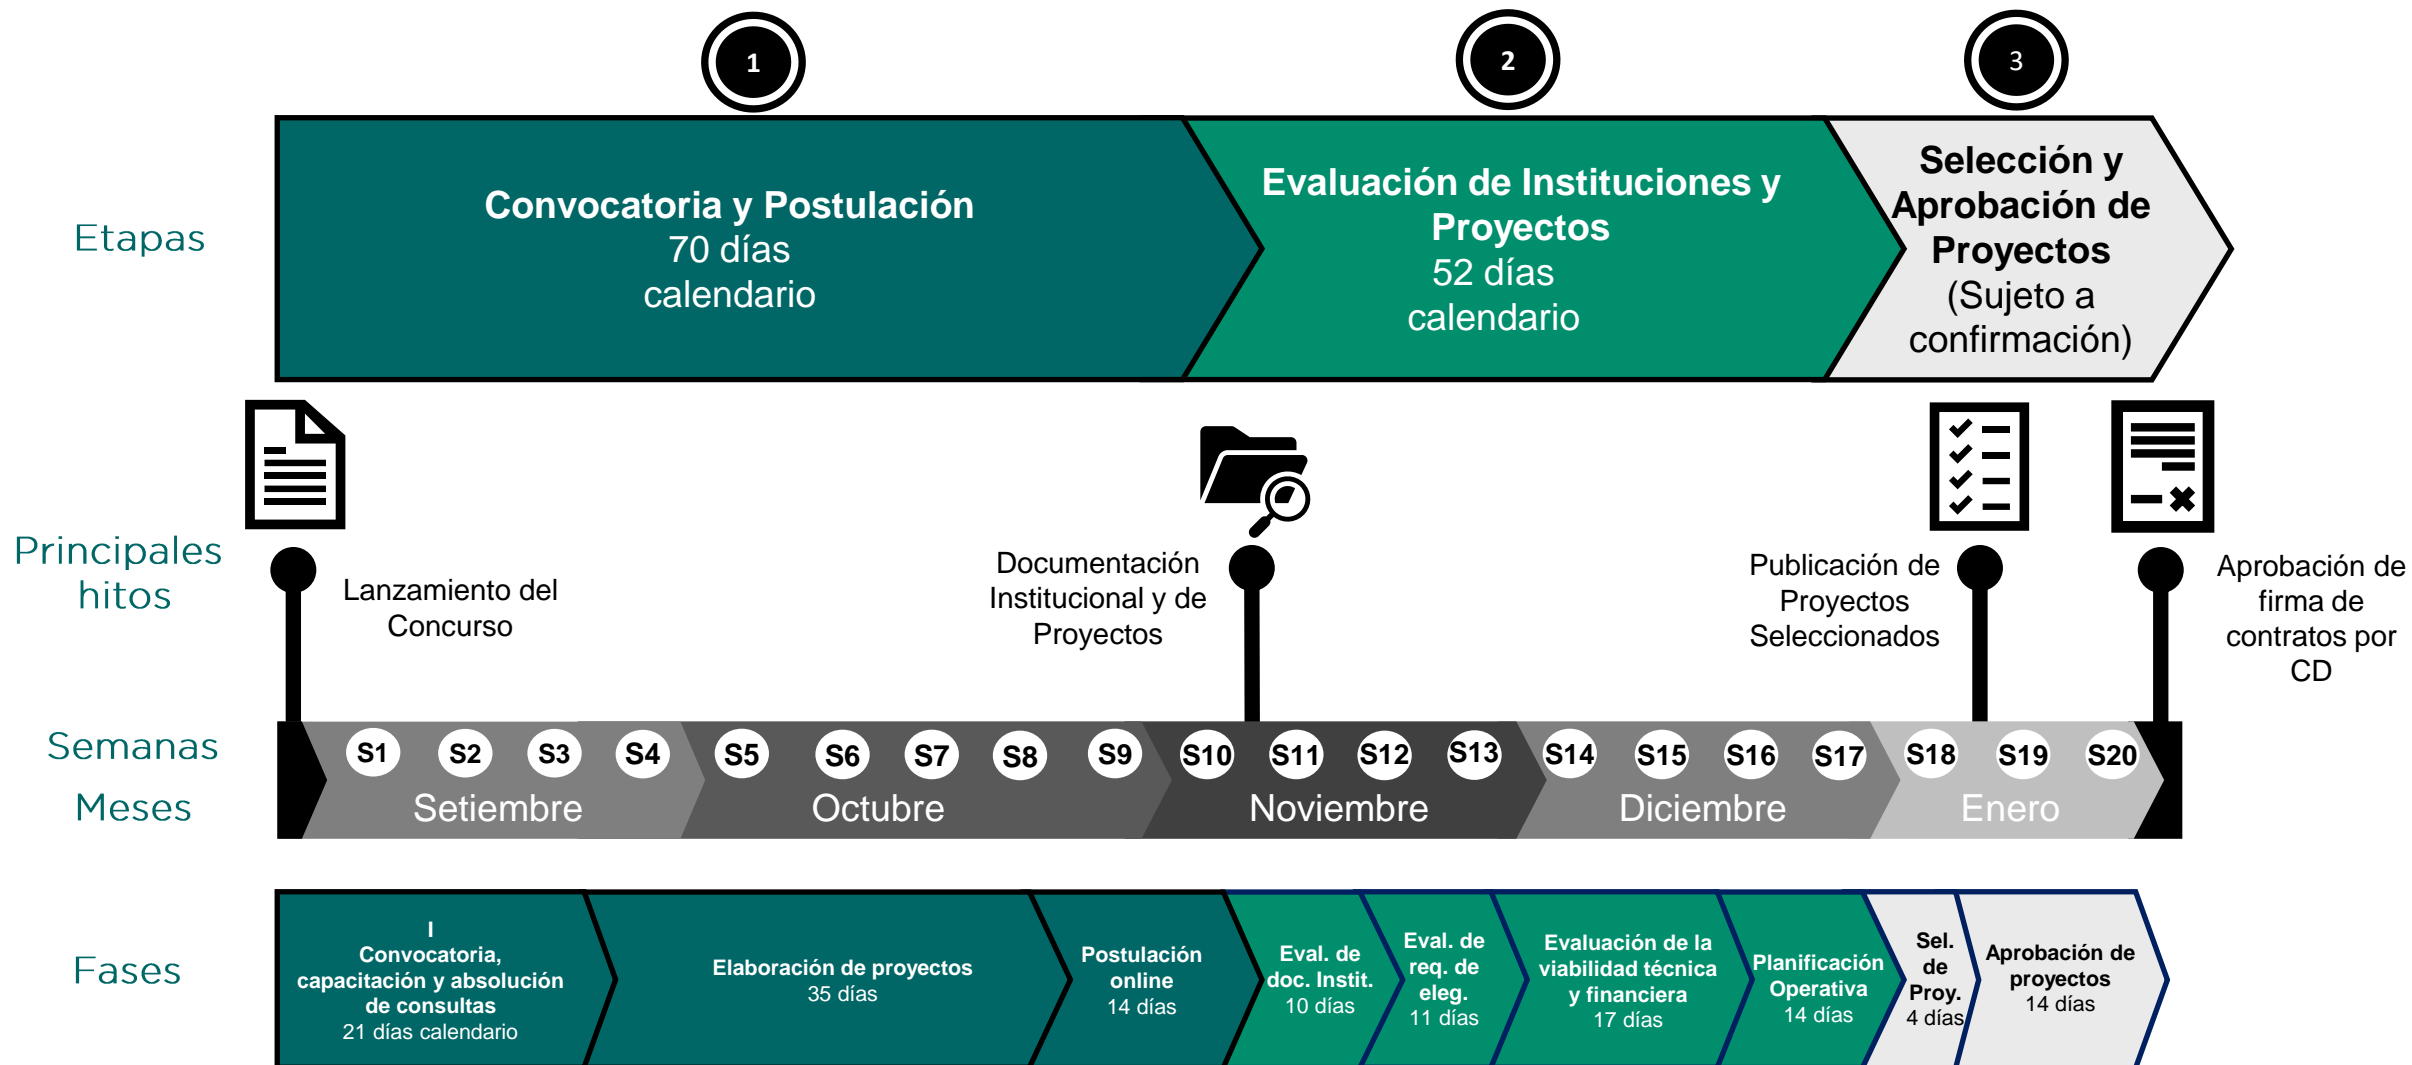 1
2
3
Etapas
Convocatoria y Postulación
70 días
calendario
Evaluación de Instituciones y
Proyectos
52 días
calendario
Selección y
Aprobación de
Proyectos
(Sujeto a
confirmación)
Principales
hitos
Lanzamiento del
Concurso
Documentación
Institucional y de
Proyectos
Publicación de
Proyectos
Seleccionados
Aprobación de
firma de
contratos por
CD
Semanas
S1 S2 S3 S4 S5 S6 S7 S8 S9 S10 S11 S12 S13 S14 S15 S16 S17 S18 S19 S20
Meses
Setiembre Octubre Noviembre Diciembre Enero
Fases
I
Convocatoria,
capacitación y absolución
de consultas
21 días calendario
Elaboración de proyectos
35 días
Postulación
online
14 días
Eval. de
doc. Instit.
10 días
Eval. de
req. de
eleg.
11 días
Evaluación de la
viabilidad técnica
y financiera
17 días
Planificación
Operativa
14 días
Sel.
de
Proy.
4 días
Aprobación de
proyectos
14 días